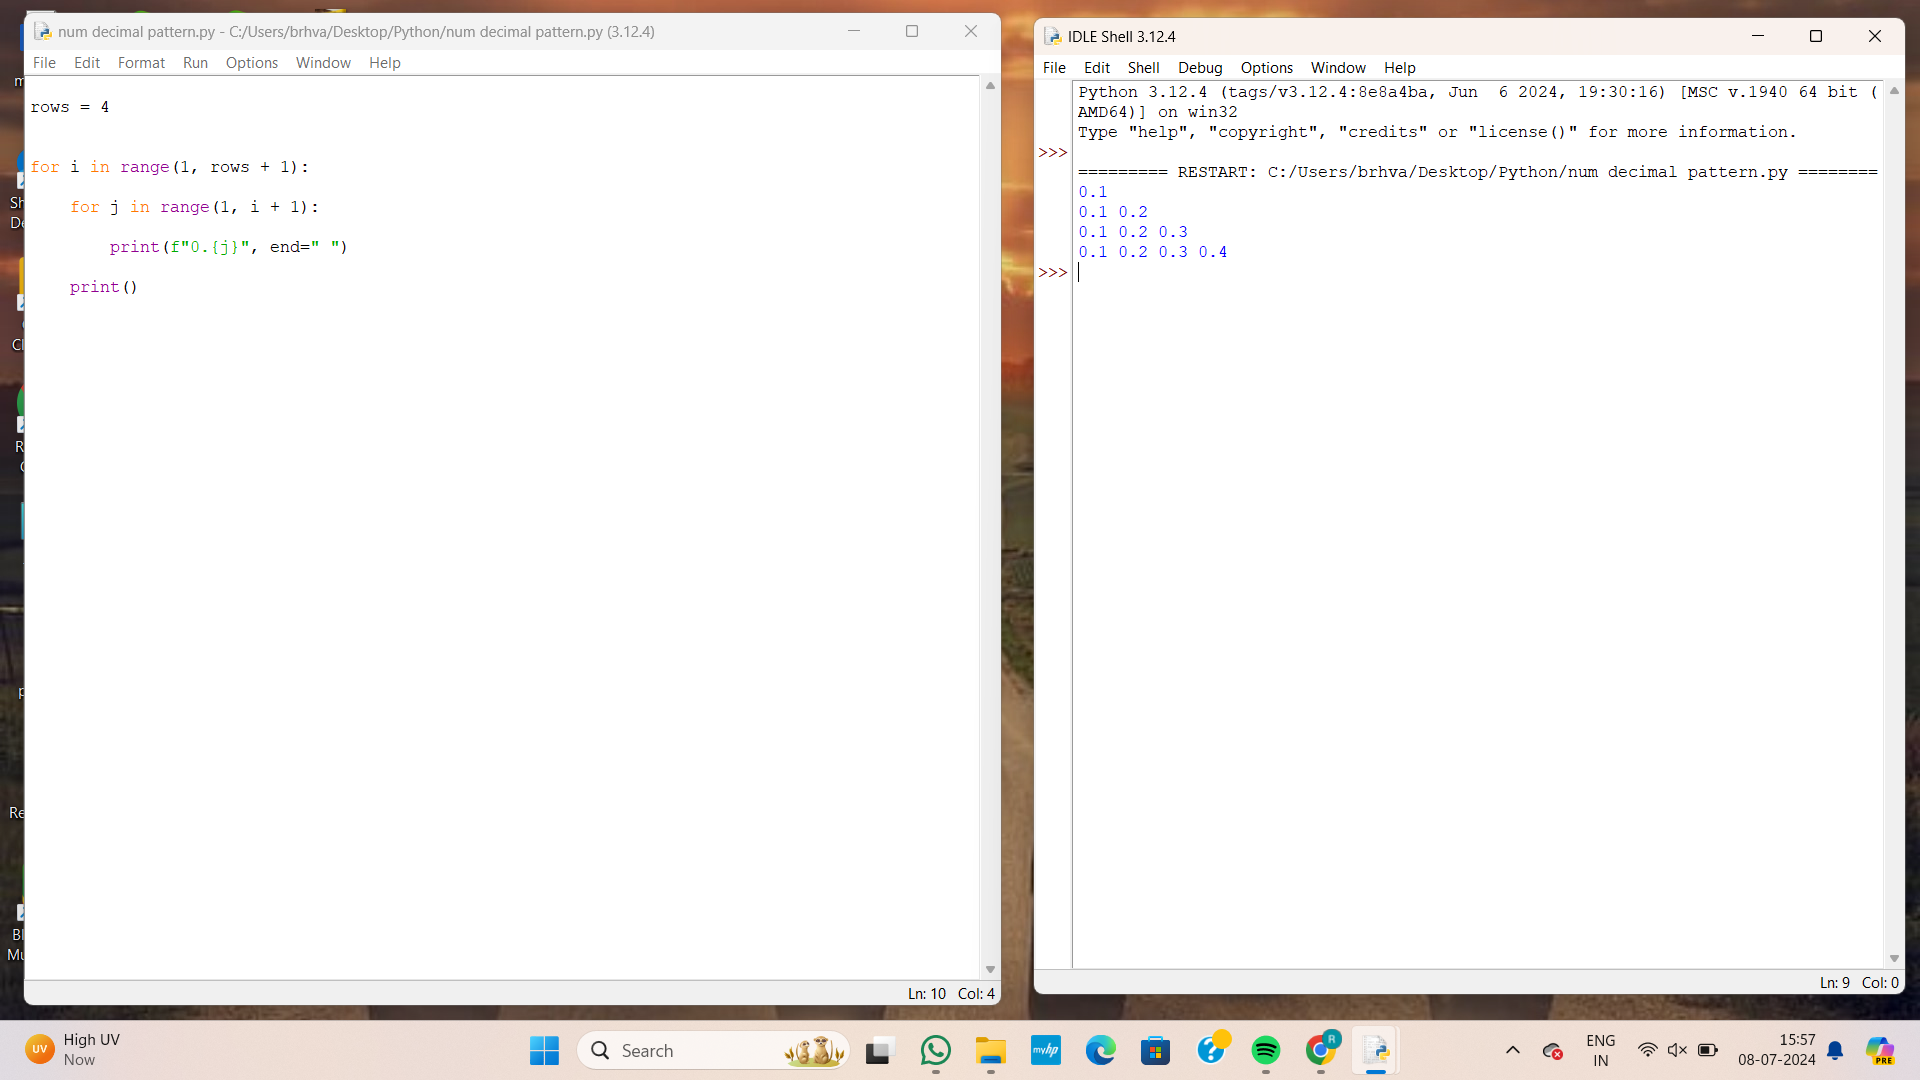 num decimal pattern.py - C:/Users/brhva/Desktop/Python/num decimal pattern.py (3.12.4)
File Edit Format Run Options Window Help
rows = 4
for i in range(1, rows + 1):
    for j in range(1, i + 1):
        print(f"0.{j}", end=" ")
    print()
Ln: 10 Col: 4
IDLE Shell 3.12.4
File Edit Shell Debug Options Window Help
Python 3.12.4 (tags/v3.12.4:8e8a4ba, Jun  6 2024, 19:30:16) [MSC v.1940 64 bit (
AMD64)] on win32
Type "help", "copyright", "credits" or "license()" for more information.
>>>
========= RESTART: C:/Users/brhva/Desktop/Python/num decimal pattern.py ========
0.1
0.1 0.2
0.1 0.2 0.3
0.1 0.2 0.3 0.4
>>>
Ln: 9 Col: 0
UV
High UV
Now
Search
myhp
R
ENG
IN
15:57
08-07-2024
PRE